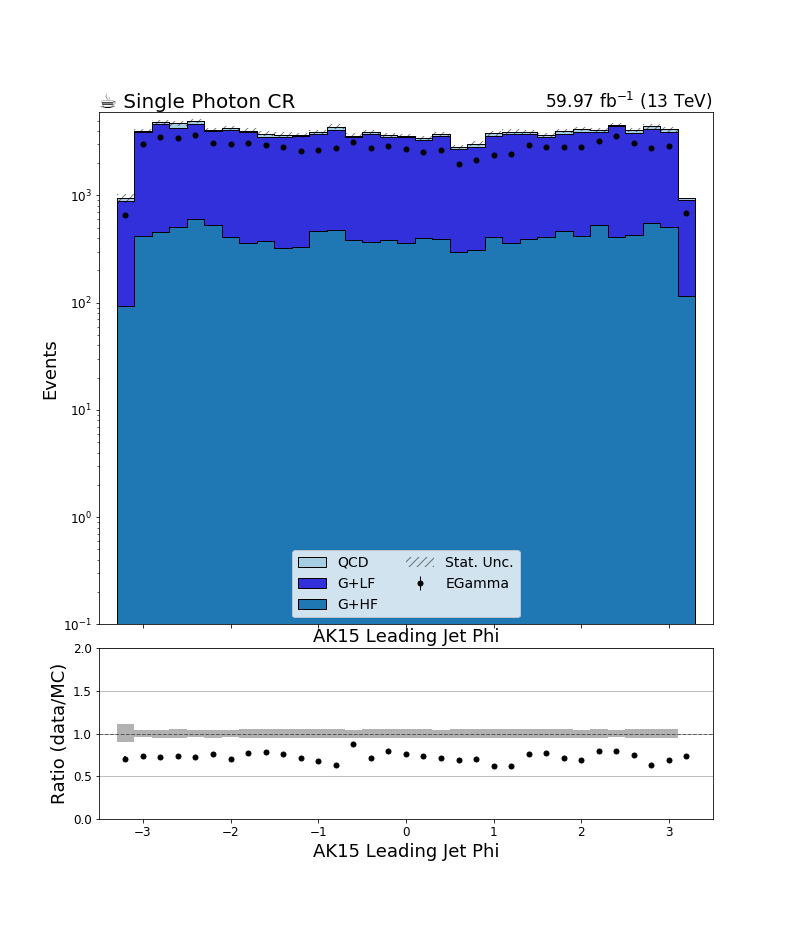 ☕ Single Photon CR
59.97 fb⁻¹ (13 TeV)
Events
10³
10²
10¹
10⁰
10⁻¹
QCD
G+LF
G+HF
Stat. Unc.
EGamma
AK15 Leading Jet Phi
Ratio (data/MC)
2.0
1.5
1.0
0.5
0.0
−3 −2 −1 0 1 2 3
AK15 Leading Jet Phi